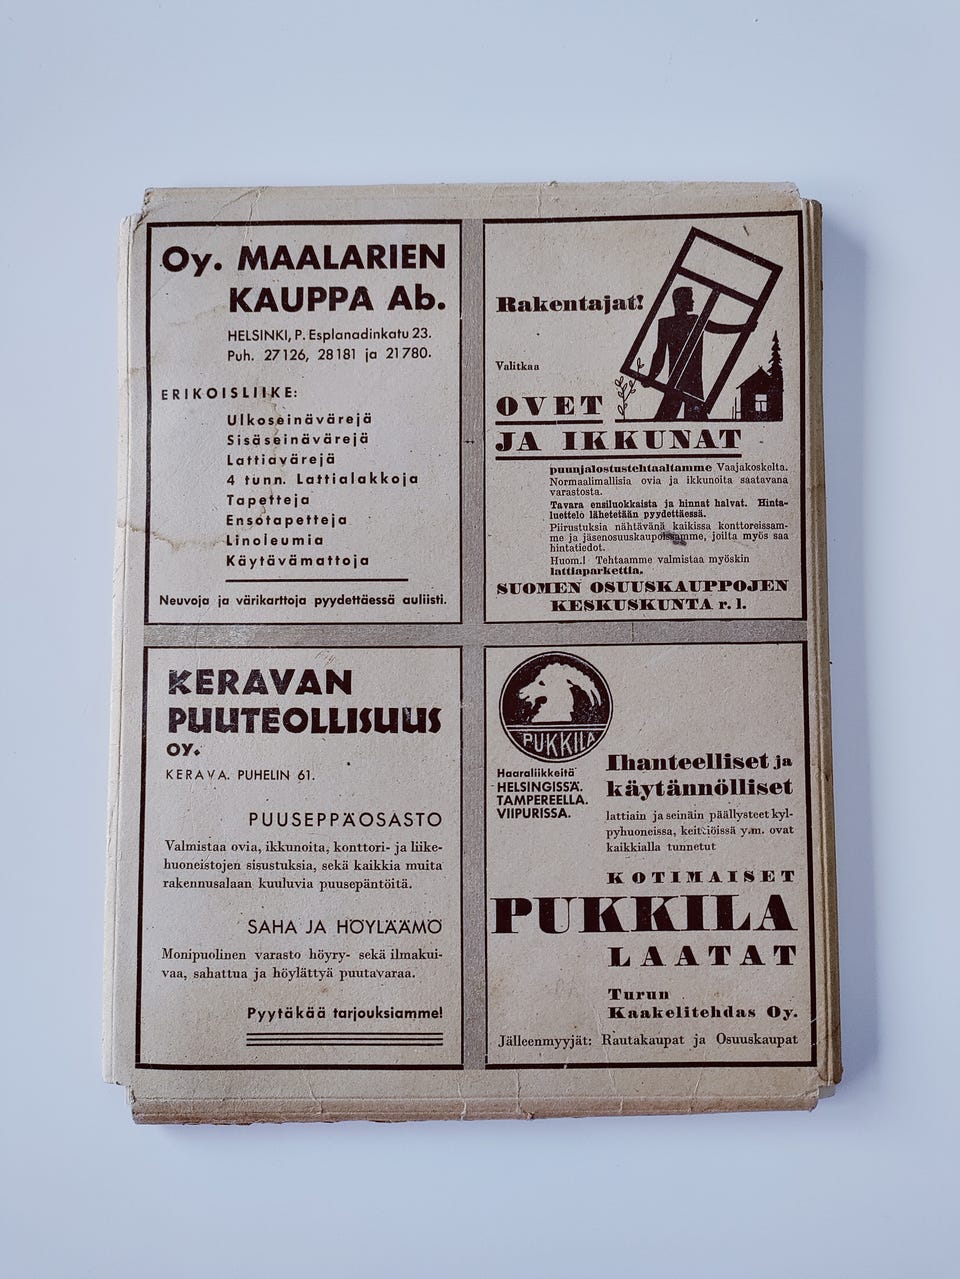 Oy. MAALARIEN
KAUPPA Ab.
HELSINKI, P. Esplanadinkatu 23.
Puh. 27126, 28181 ja 21780.
ERIKOISLIIKE:
Ulkoseinävärejä
Sisäseinävärejä
Lattiavärejä
4 tunn. Lattialakkoja
Tapetteja
Ensotapetteja
Linoleumia
Käytävämattoja
Neuvoja ja värikarttoja pyydettäessä auliisti.
Rakentajat!
Valitkaa
OVET
JA IKKUNAT
puunjalostustehtaaltamme Vaajakoskelta.
Normaalimallisia ovia ja ikkunoita saatavana
varastosta.
Tavara ensiluokkaista ja hinnat halvat. Hinta-
luettelo lähetetään pyydettäessä.
Piirustuksia nähtävänä kaikissa konttoreissam-
me ja jäsenosuuskaupoissamme, joilta myös saa
hintatiedot.
Huom.! Tehtaamme valmistaa myöskin
lattiaparkettia.
SUOMEN OSUUSKAUPPOJEN
KESKUSKUNTA r. l.
KERAVAN
PUUTEOLLISUUS
OY.
KERAVA. PUHELIN 61.
PUUSEPPÄOSASTO
Valmistaa ovia, ikkunoita, konttori- ja liike-
huoneistojen sisustuksia, sekä kaikkia muita
rakennusalaan kuuluvia puusepäntöitä.
SAHA JA HÖYLÄÄMÖ
Monipuolinen varasto höyry- sekä ilmakui-
vaa, sahattua ja höylättyä puutavaraa.
Pyytäkää tarjouksiamme!
PUKKILA
Haaraliikkeitä
HELSINGISSÄ.
TAMPEREELLA.
VIIPURISSA.
Ihanteelliset ja
käytännölliset
lattiain ja seinäin päällysteet kyl-
pyhuoneissa, keittiöissä y.m. ovat
kaikkialla tunnetut
KOTIMAISET
PUKKILA
LAATAT
Turun
Kaakelitehdas Oy.
Jälleenmyyjät: Rautakaupat ja Osuuskaupat